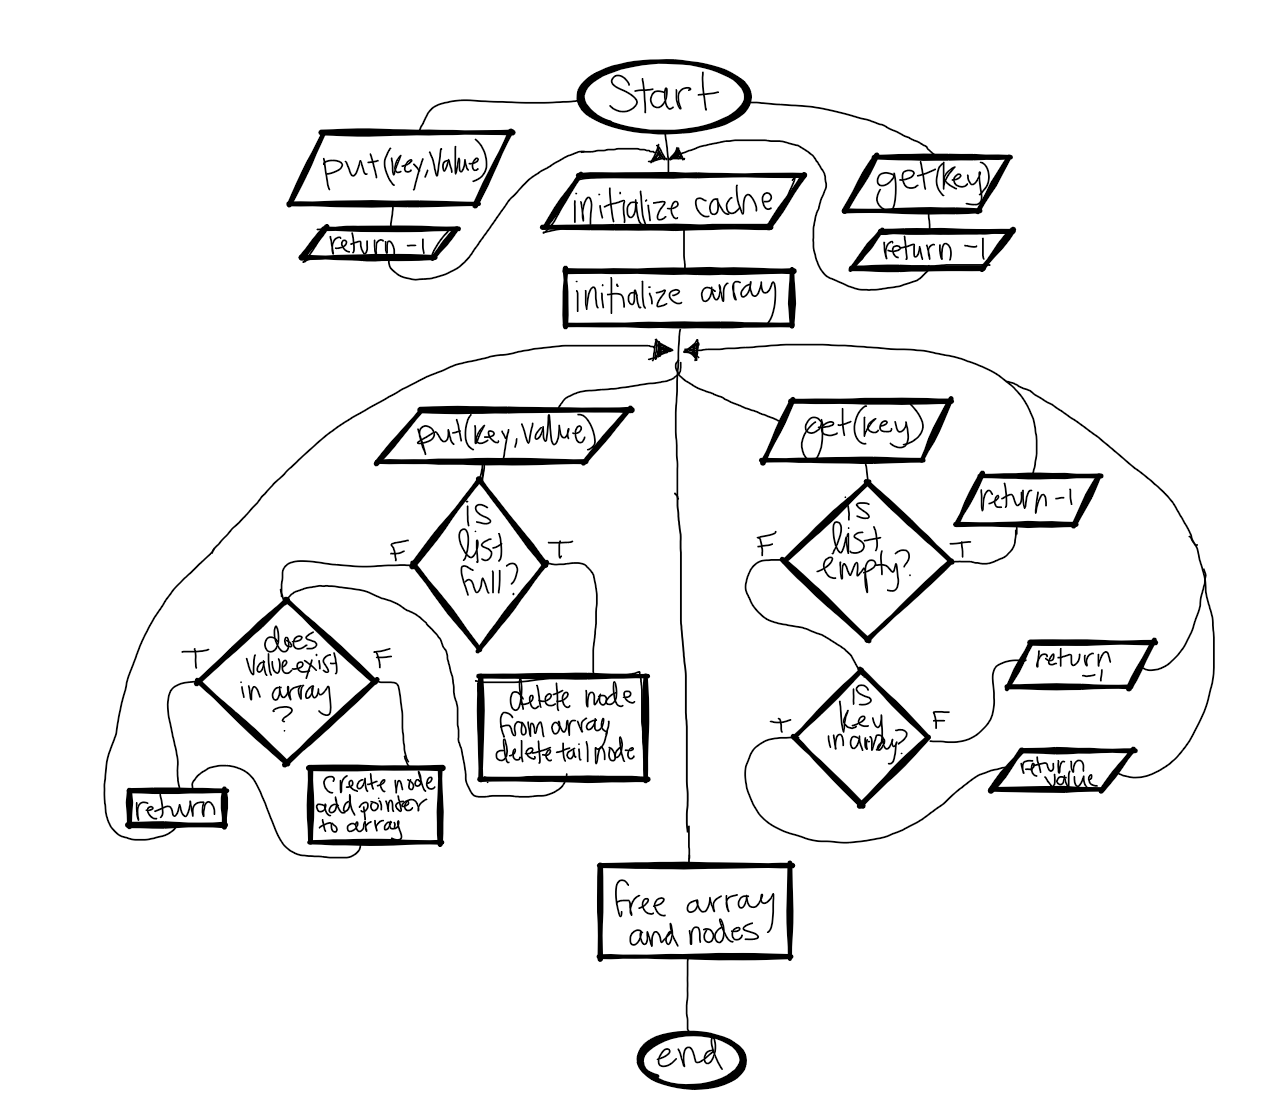 Start
put(key,Value)
return -1
initialize cache
get(key)
return -1
initialize array
put(key,Value)
is
list
full?
F
T
does
value exist
in array
?
T
F
return
create node
add pointer
to array
delete node
from array
delete tail node
get(key)
is
list
empty?
F
T
return -1
is
key
in array?
T
F
return
-1
return
value
free array
and nodes
end